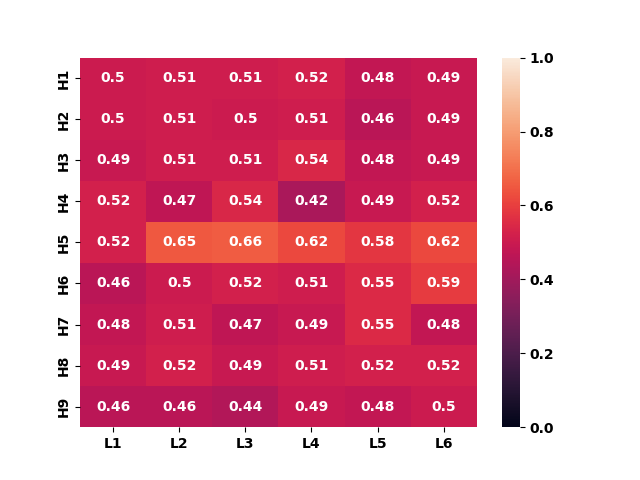 H1 0.5 0.51 0.51 0.52 0.48 0.49
H2 0.5 0.51 0.5 0.51 0.46 0.49
H3 0.49 0.51 0.51 0.54 0.48 0.49
H4 0.52 0.47 0.54 0.42 0.49 0.52
H5 0.52 0.65 0.66 0.62 0.58 0.62
H6 0.46 0.5 0.52 0.51 0.55 0.59
H7 0.48 0.51 0.47 0.49 0.55 0.48
H8 0.49 0.52 0.49 0.51 0.52 0.52
H9 0.46 0.46 0.44 0.49 0.48 0.5
L1 L2 L3 L4 L5 L6
1.0
0.8
0.6
0.4
0.2
0.0